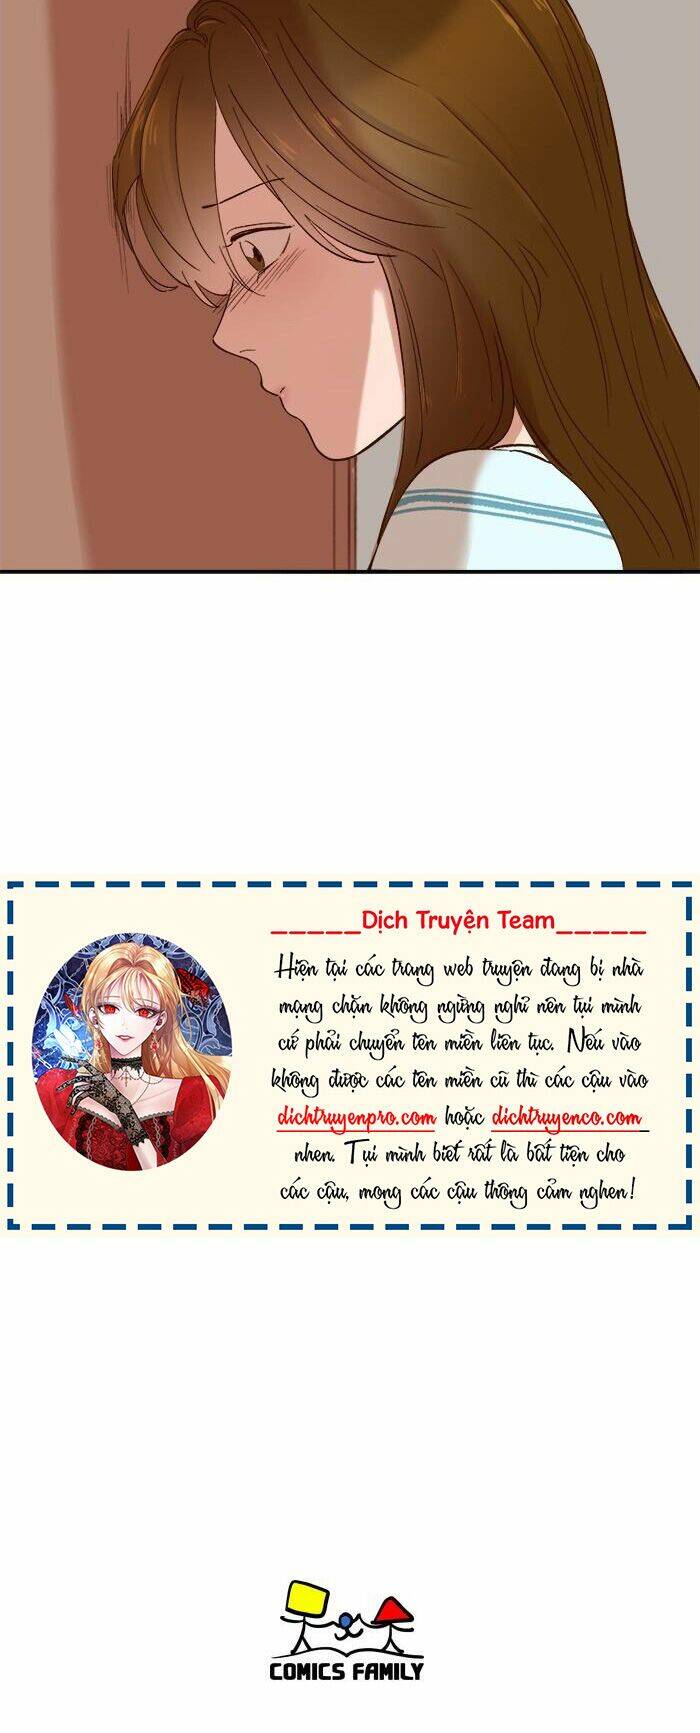 _____Dịch Truyện Team_____
Hiện tại các trang web truyện đang bị nhà
mạng chặn không ngừng nghỉ nên tụi mình
cứ phải chuyển tên miền liên tục. Nếu vào
không được các tên miền cũ thì các cậu vào
dichtruyenpro.com hoặc dichtruyenco.com_
nhen. Tụi mình biết rất là bất tiện cho
các cậu, mong các cậu thông cảm nghen!
COMICS FAMILY